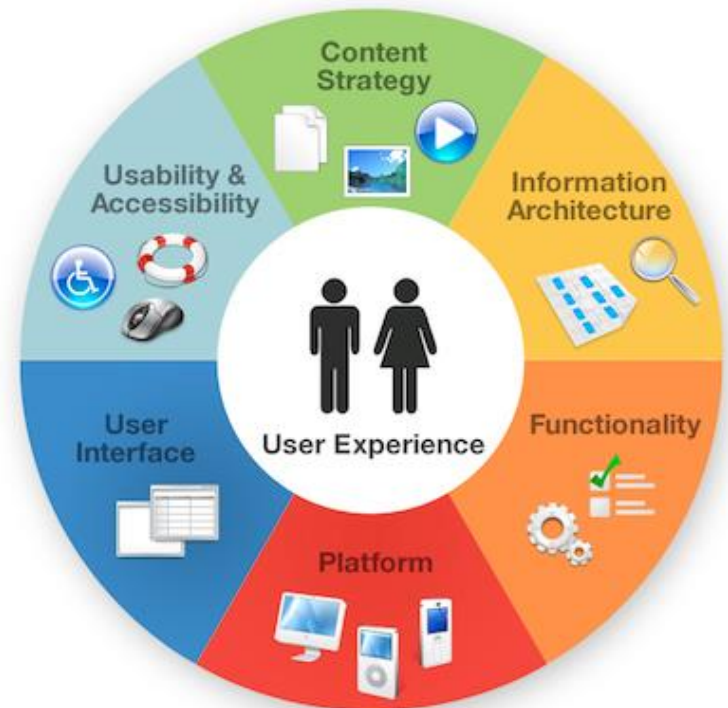 Content
Strategy
Information
Architecture
Functionality
Platform
User
Interface
Usability &
Accessibility
User Experience